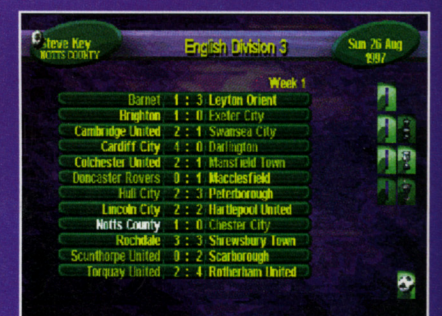 Steve Key
NOTTS COUNTY
English Division 3
Sun 26 Aug
1997
Week 1
Barnet 1 : 3 Leyton Orient
Brighton 1 : 0 Exeter City
Cambridge United 2 : 1 Swansea City
Cardiff City 4 : 0 Darlington
Colchester United 2 : 1 Mansfield Town
Doncaster Rovers 0 : 1 Macclesfield
Hull City 2 : 3 Peterborough
Lincoln City 2 : 2 Hartlepool United
Notts County 1 : 0 Chester City
Rochdale 3 : 3 Shrewsbury Town
Scunthorpe United 0 : 2 Scarborough
Torquay United 2 : 4 Rotherham United